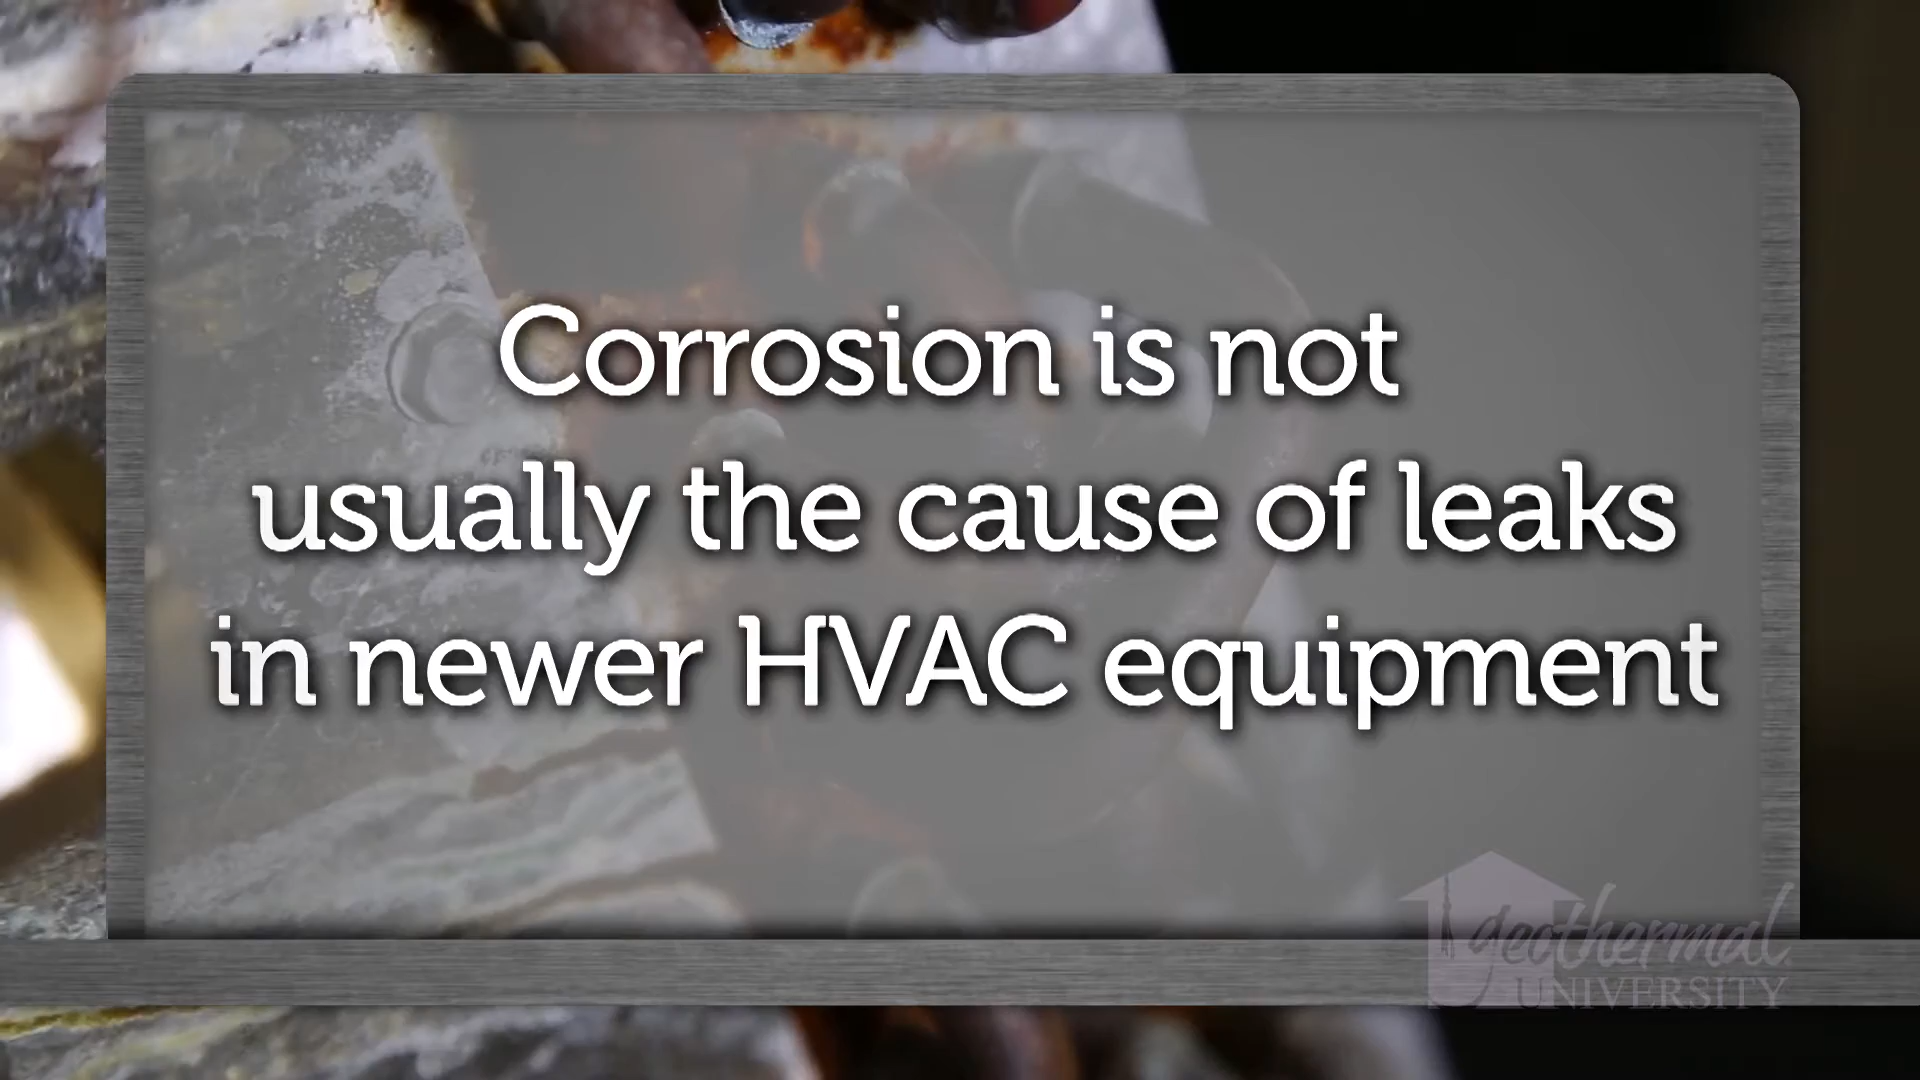 Corrosion is not
usually the cause of leaks
in newer HVAC equipment
geothermal
UNIVERSITY